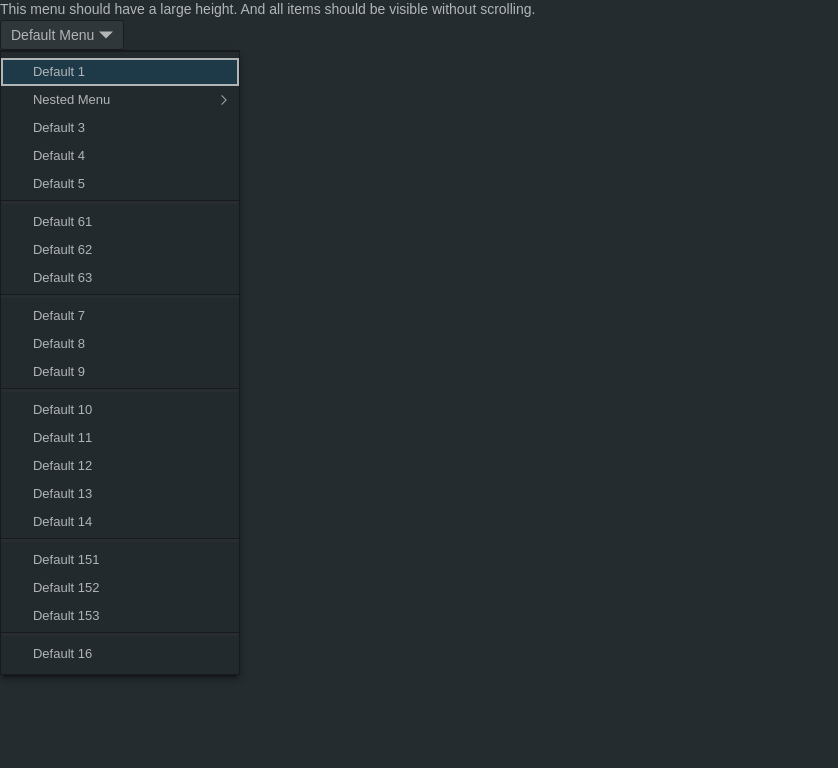 This menu should have a large height. And all items should be visible without scrolling.
Default Menu
Default 1
Nested Menu
Default 3
Default 4
Default 5
Default 61
Default 62
Default 63
Default 7
Default 8
Default 9
Default 10
Default 11
Default 12
Default 13
Default 14
Default 151
Default 152
Default 153
Default 16